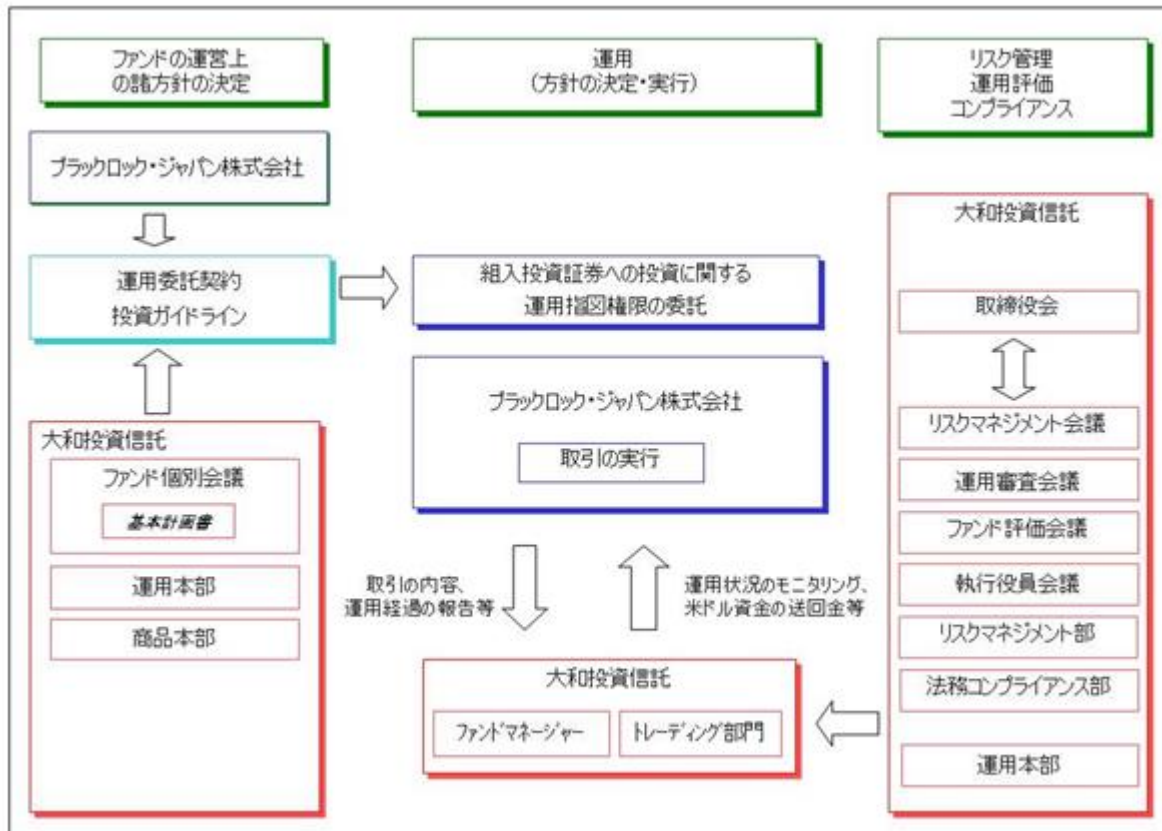 ファンドの運営上
の諸方針の決定
運用
(方針の決定・実行)
リスク管理
運用評価
コンプライアンス
ブラックロック・ジャパン株式会社
運用委託契約
投資ガイドライン
組入投資証券への投資に関する
運用指図権限の委託
ブラックロック・ジャパン株式会社
取引の実行
大和投資信託
ファンド個別会議
基本計画書
運用本部
商品本部
取引の内容、
運用経過の報告等
運用状況のモニタリング、
米ドル資金の送回金等
大和投資信託
ファンドマネージャー
トレーディング部門
大和投資信託
取締役会
リスクマネジメント会議
運用審査会議
ファンド評価会議
執行役員会議
リスクマネジメント部
法務コンプライアンス部
運用本部